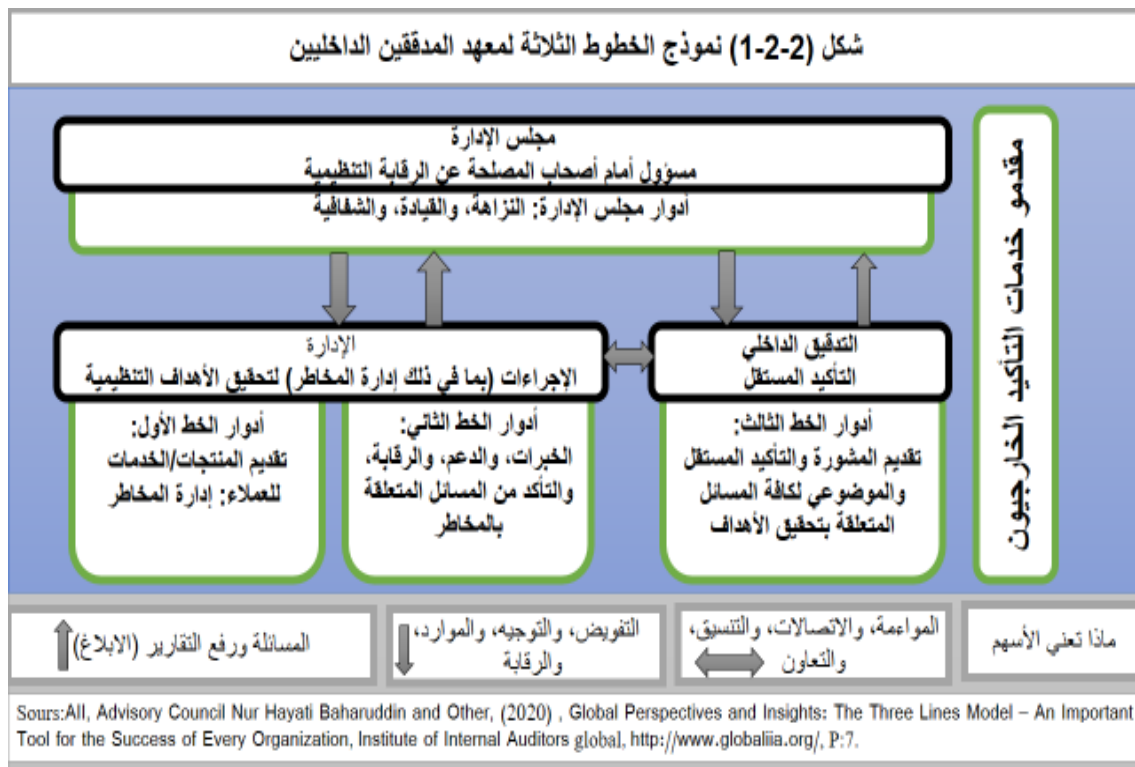 شكل (2-2-1) نموذج الخطوط الثلاثة لمعهد المدققين الداخليين
مجلس الإدارة
مسؤول أمام أصحاب المصلحة عن الرقابة التنظيمية
أدوار مجلس الإدارة: النزاهة، والقيادة، والشفافية
مقدمو خدمات التأكيد الخارجيون
الإدارة
الإجراءات (بما في ذلك إدارة المخاطر) لتحقيق الأهداف التنظيمية
التدقيق الداخلي
التأكيد المستقل
أدوار الخط الأول:
تقديم المنتجات/الخدمات
للعملاء: إدارة المخاطر
أدوار الخط الثاني:
الخبرات، والدعم، والرقابة،
والتأكد من المسائل المتعلقة
بالمخاطر
أدوار الخط الثالث:
تقديم المشورة والتأكيد المستقل
والموضوعي لكافة المسائل
المتعلقة بتحقيق الأهداف
ماذا تعني الأسهم
المواءمة، والاتصالات، والتنسيق،
والتعاون
التفويض، والتوجيه، والموارد،
والرقابة
المسائلة ورفع التقارير (الابلاغ)
Sours:All, Advisory Council Nur Hayati Baharuddin and Other, (2020) , Global Perspectives and Insights: The Three Lines Model – An Important
Tool for the Success of Every Organization, Institute of Internal Auditors global, http://www.globaliia.org/, P:7.